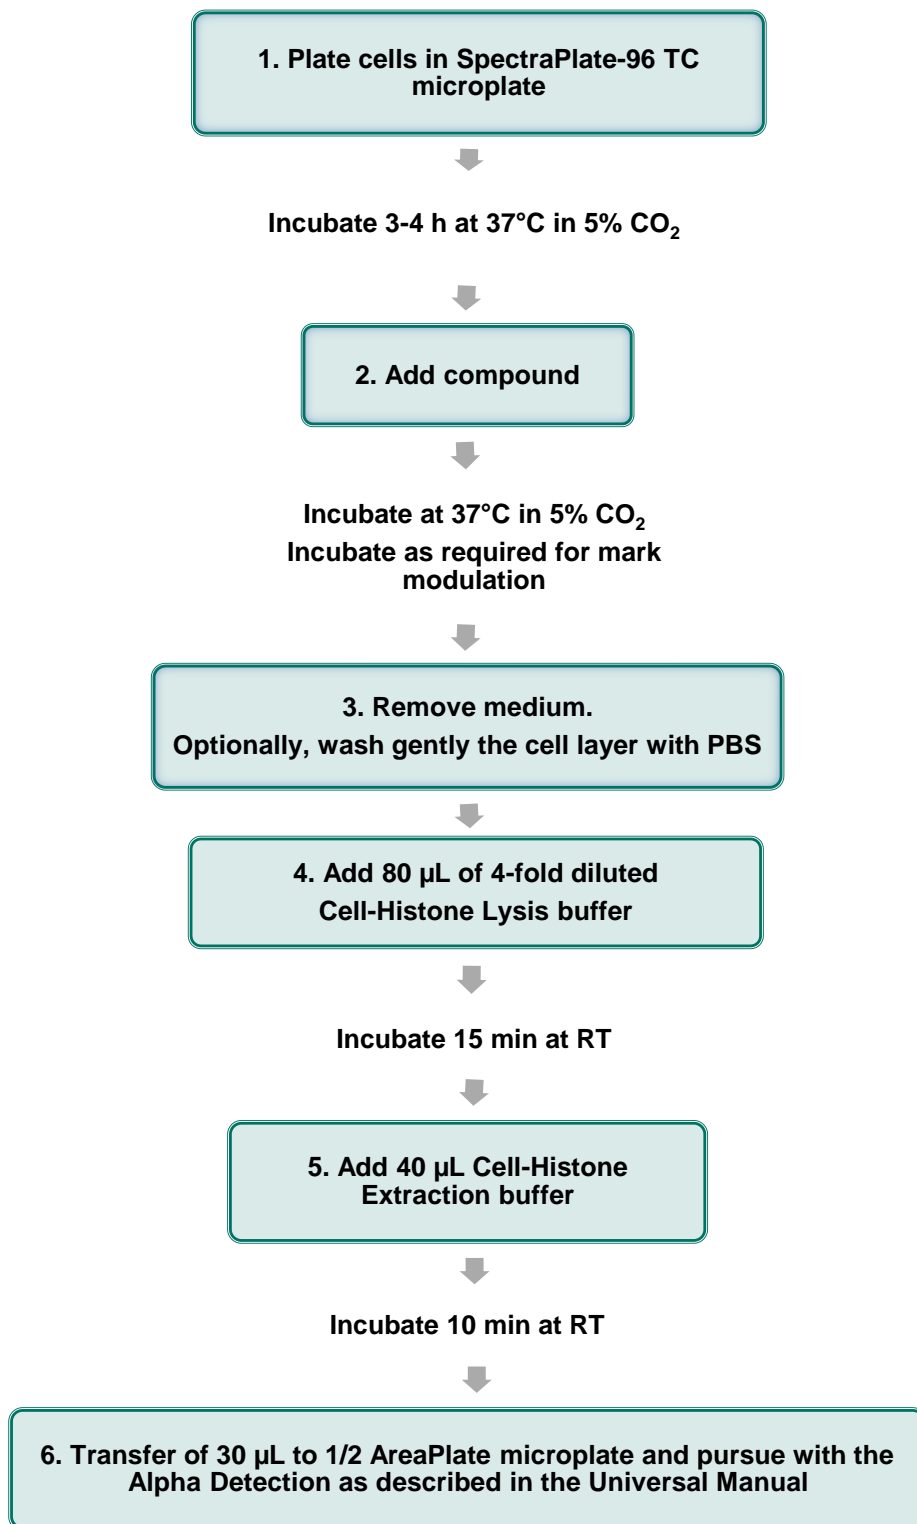 1. Plate cells in SpectraPlate-96 TC
microplate
Incubate 3-4 h at 37°C in 5% CO₂
2. Add compound
Incubate at 37°C in 5% CO₂
Incubate as required for mark
modulation
3. Remove medium.
Optionally, wash gently the cell layer with PBS
4. Add 80 µL of 4-fold diluted
Cell-Histone Lysis buffer
Incubate 15 min at RT
5. Add 40 µL Cell-Histone
Extraction buffer
Incubate 10 min at RT
6. Transfer of 30 µL to 1/2 AreaPlate microplate and pursue with the
Alpha Detection as described in the Universal Manual